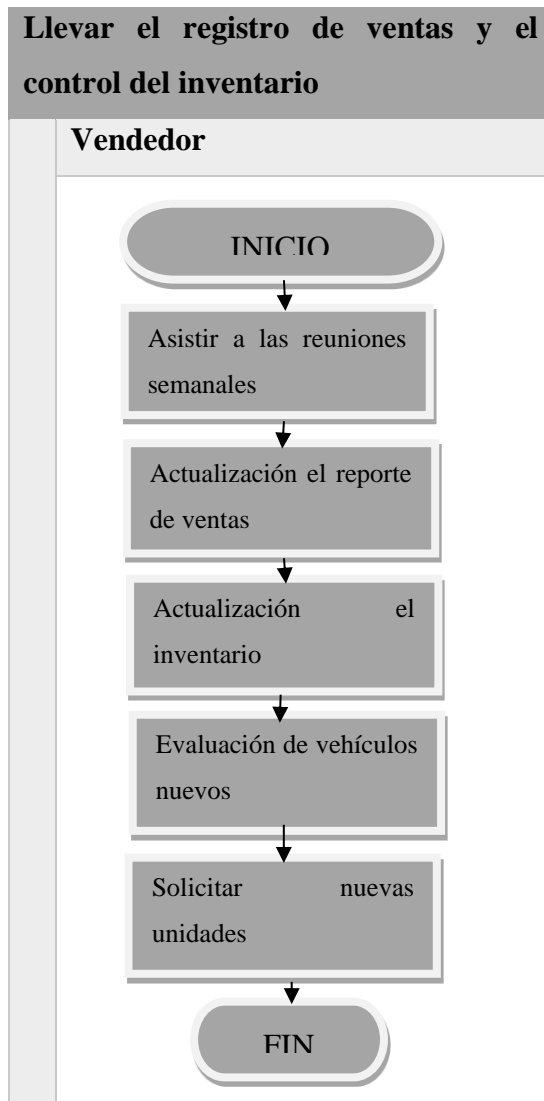 Llevar el registro de ventas y el
control del inventario
Vendedor
INICIO
Asistir a las reuniones
semanales
Actualización el reporte
de ventas
Actualización el
inventario
Evaluación de vehículos
nuevos
Solicitar nuevas
unidades
FIN